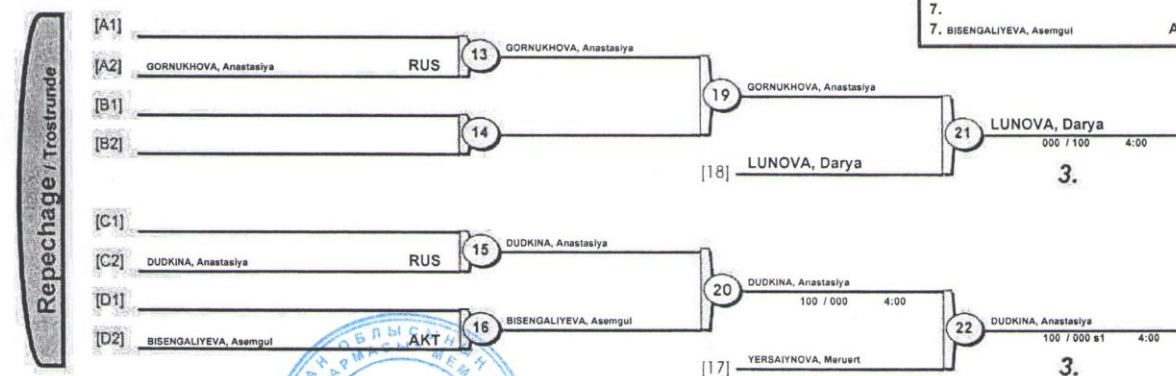 7.
7. BISENGALIYEVA, Asemgul A
Repechage / Trostrunde
[A1]
[A2] GORNUKHOVA, Anastasiya RUS
13 GORNUKHOVA, Anastasiya
[B1]
[B2]
14
19 GORNUKHOVA, Anastasiya
[18] LUNOVA, Darya
21 LUNOVA, Darya
000 / 100 4:00
3.
[C1]
[C2] DUDKINA, Anastasiya RUS
15 DUDKINA, Anastasiya
[D1]
[D2] BISENGALIYEVA, Asemgul AKT
16 BISENGALIYEVA, Asemgul
20 DUDKINA, Anastasiya
100 / 000 4:00
[17] YERSAIYNOVA, Meruert
22 DUDKINA, Anastasiya
100 / 000 s1 4:00
3.
ОБЛЫСЫНЫҢ